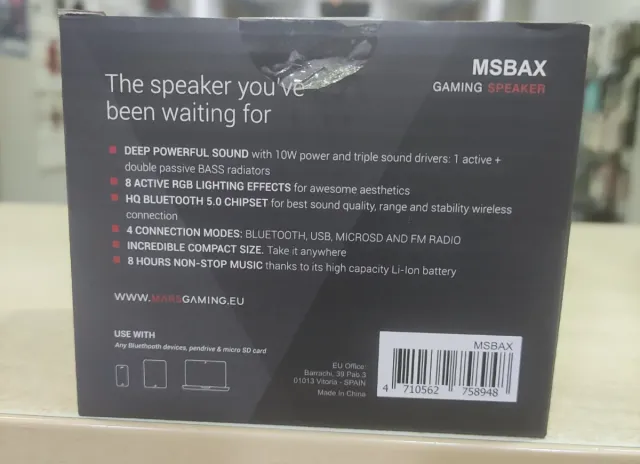 The speaker you've
been waiting for
MSBAX
GAMING SPEAKER
DEEP POWERFUL SOUND with 10W power and triple sound drivers: 1 active +
double passive BASS radiators
8 ACTIVE RGB LIGHTING EFFECTS for awesome aesthetics
HQ BLUETOOTH 5.0 CHIPSET for best sound quality, range and stability wireless
connection
4 CONNECTION MODES: BLUETOOTH, USB, MICROSD AND FM RADIO
INCREDIBLE COMPACT SIZE. Take it anywhere
8 HOURS NON-STOP MUSIC thanks to its high capacity Li-Ion battery
WWW.MARSGAMING.EU
USE WITH
Any Bluethooth devices, pendrive & micro SD card
EU Office:
Barrachi, 39 Pab.3
01013 Vitoria - SPAIN
Made in China
MSBAX
4 710562 758948